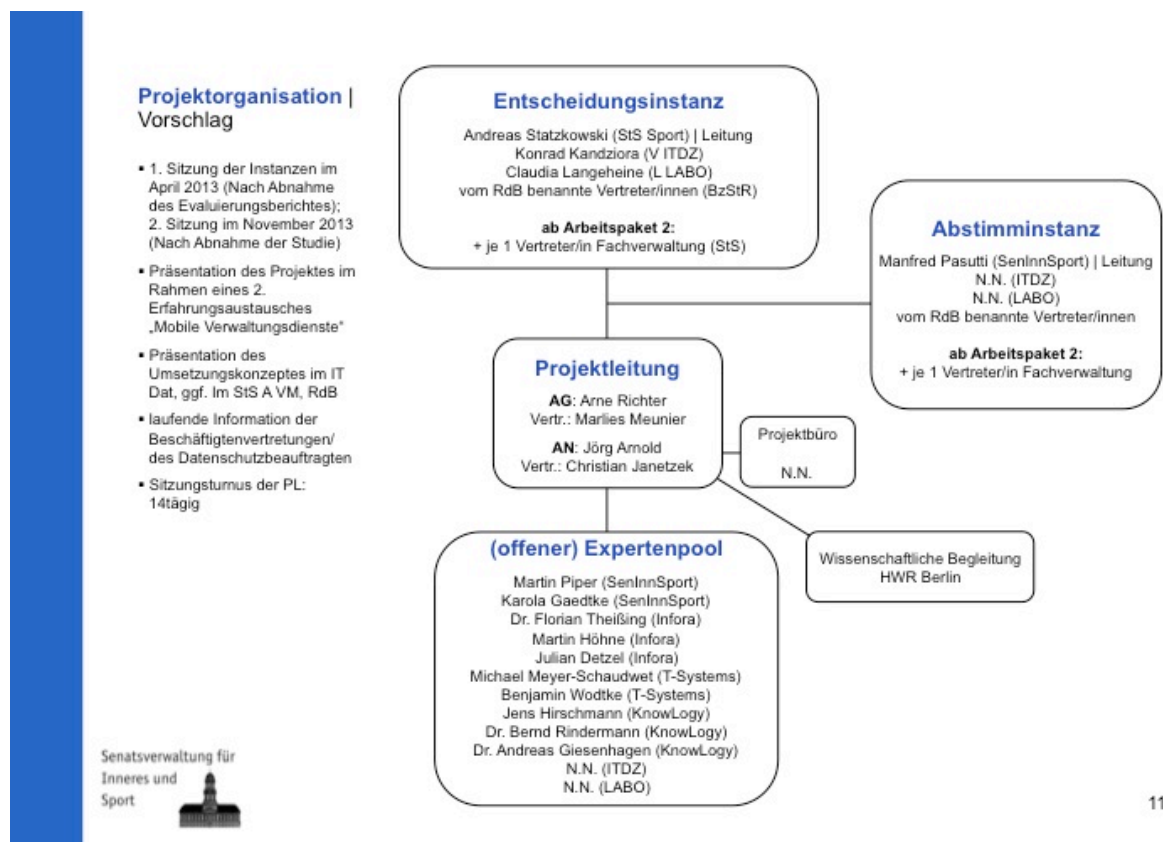 Projektorganisation |
Vorschlag
▪ 1. Sitzung der Instanzen im
April 2013 (Nach Abnahme
des Evaluierungsberichtes);
2. Sitzung im November 2013
(Nach Abnahme der Studie)
▪ Präsentation des Projektes im
Rahmen eines 2.
Erfahrungsaustausches
„Mobile Verwaltungsdienste“
▪ Präsentation des
Umsetzungskonzeptes im IT
Dat, ggf. Im StS A VM, RdB
▪ laufende Information der
Beschäftigtenvertretungen/
des Datenschutzbeauftragten
▪ Sitzungsturnus der PL:
14tägig
Entscheidungsinstanz
Andreas Statzkowski (StS Sport) | Leitung
Konrad Kandziora (V ITDZ)
Claudia Langeheine (L LABO)
vom RdB benannte Vertreter/innen (BzStR)
ab Arbeitspaket 2:
+ je 1 Vertreter/in Fachverwaltung (StS)
Abstimminstanz
Manfred Pasutti (SenInnSport) | Leitung
N.N. (ITDZ)
N.N. (LABO)
vom RdB benannte Vertreter/innen
ab Arbeitspaket 2:
+ je 1 Vertreter/in Fachverwaltung
Projektleitung
AG: Arne Richter
Vertr.: Marlies Meunier
AN: Jörg Arnold
Vertr.: Christian Janetzek
Projektbüro
N.N.
Wissenschaftliche Begleitung
HWR Berlin
(offener) Expertenpool
Martin Piper (SenInnSport)
Karola Gaedtke (SenInnSport)
Dr. Florian Theißing (Infora)
Martin Höhne (Infora)
Julian Detzel (Infora)
Michael Meyer-Schaudwet (T-Systems)
Benjamin Wodtke (T-Systems)
Jens Hirschmann (KnowLogy)
Dr. Bernd Rindermann (KnowLogy)
Dr. Andreas Giesenhagen (KnowLogy)
N.N. (ITDZ)
N.N. (LABO)
Senatsverwaltung für
Inneres und
Sport
11